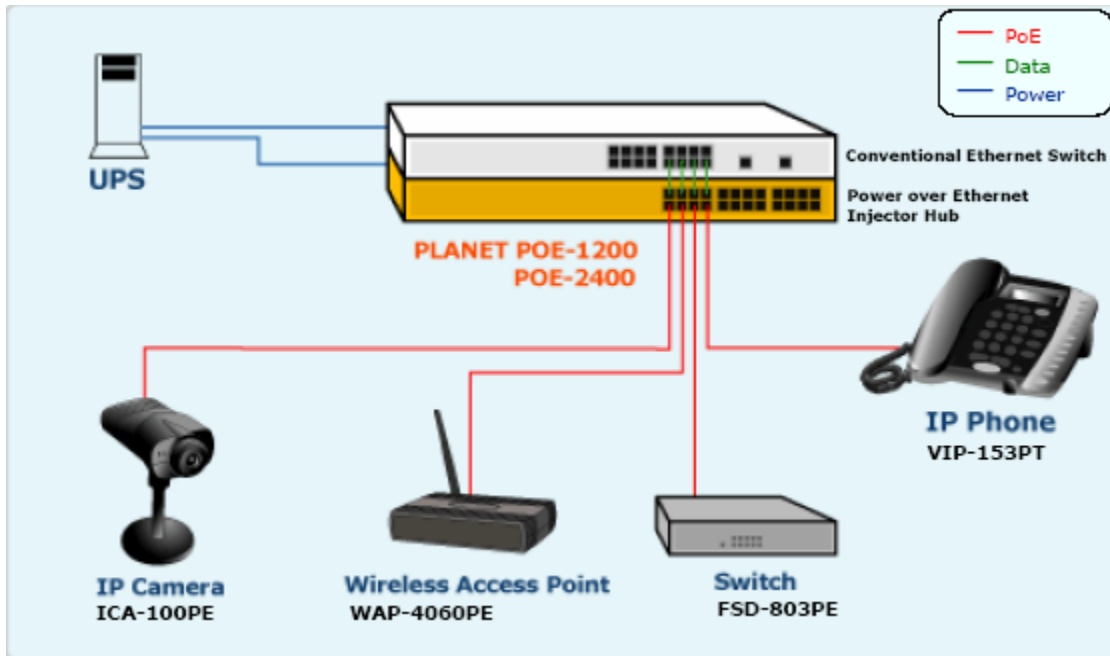 PoE
Data
Power
UPS
Conventional Ethernet Switch
Power over Ethernet
Injector Hub
PLANET POE-1200
POE-2400
IP Phone
VIP-153PT
IP Camera
ICA-100PE
Wireless Access Point
WAP-4060PE
Switch
FSD-803PE